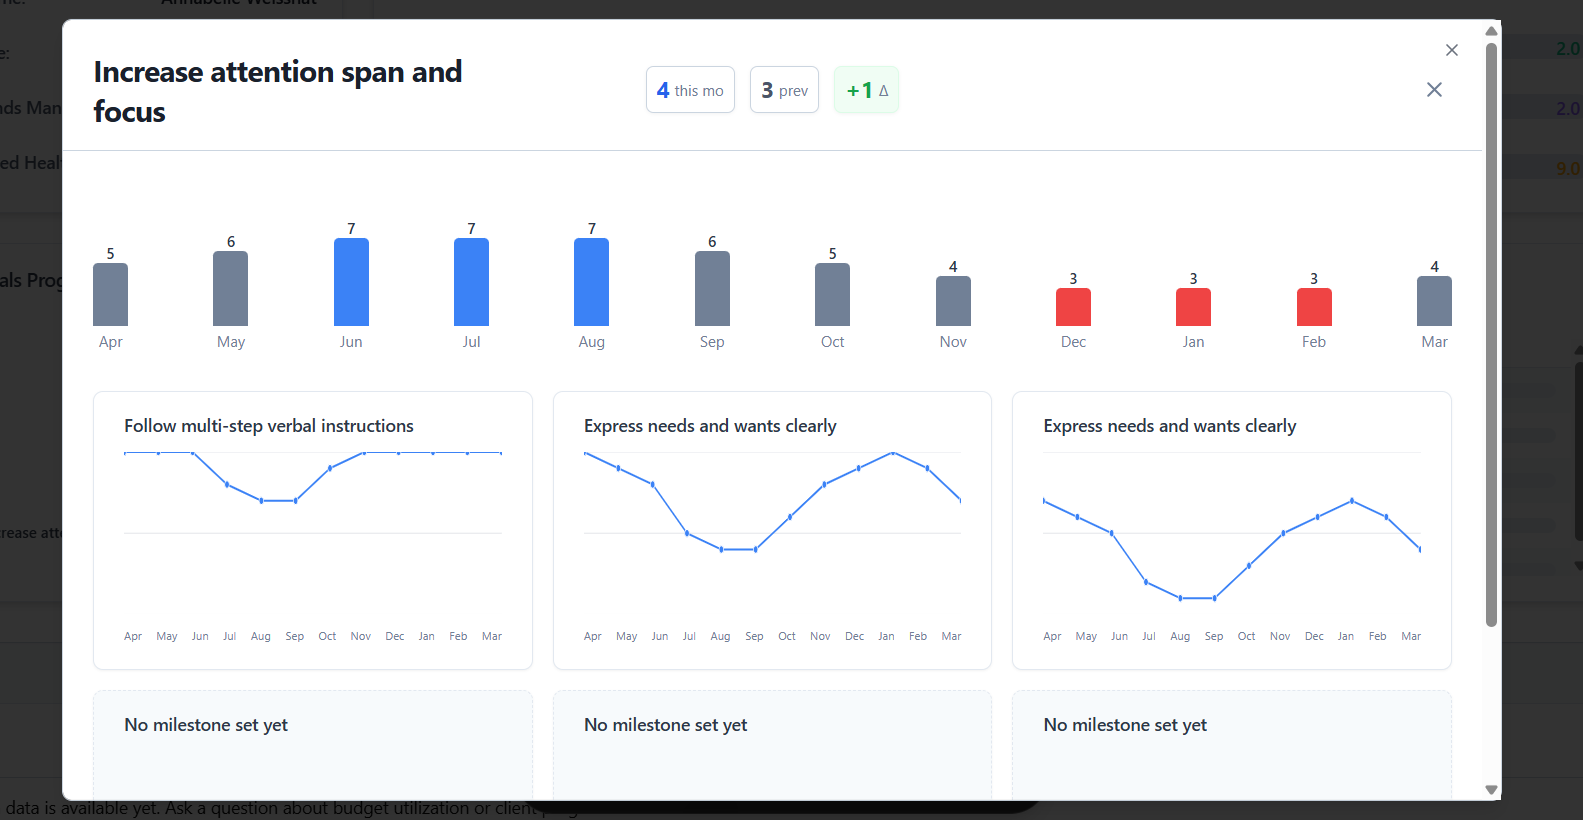 Annabelle Weissnat
e:
2.0
Increase attention span and
focus
4 this mo
3 prev
+1 Δ
nds Man
2.0
ed Heal
9.0
5
6
7
7
7
6
5
4
3
3
3
4
Apr May Jun Jul Aug Sep Oct Nov Dec Jan Feb Mar
als Prog
Follow multi-step verbal instructions
Apr May Jun Jul Aug Sep Oct Nov Dec Jan Feb Mar
Express needs and wants clearly
Apr May Jun Jul Aug Sep Oct Nov Dec Jan Feb Mar
Express needs and wants clearly
Apr May Jun Jul Aug Sep Oct Nov Dec Jan Feb Mar
rease atte
No milestone set yet
No milestone set yet
No milestone set yet
data is available yet. Ask a question about budget utilization or client